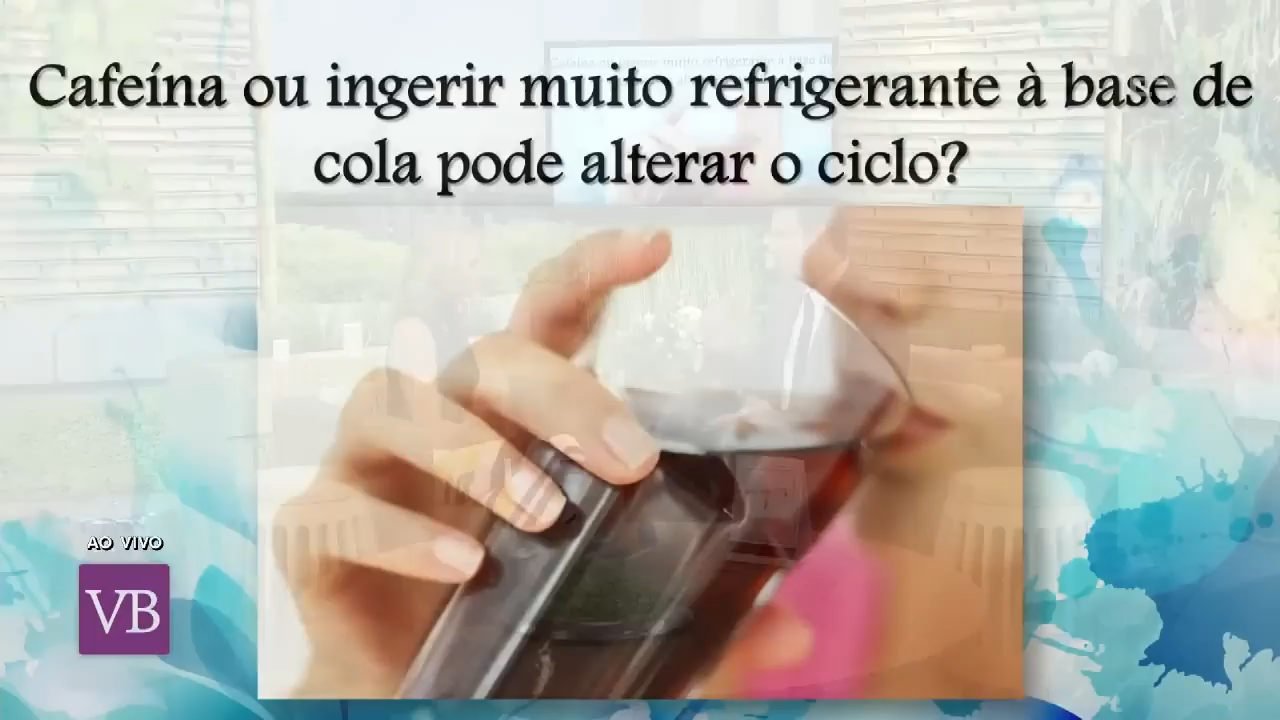 Cafeína ou ingerir muito refrigerante à base de
cola pode alterar o ciclo?
AO VIVO
VB